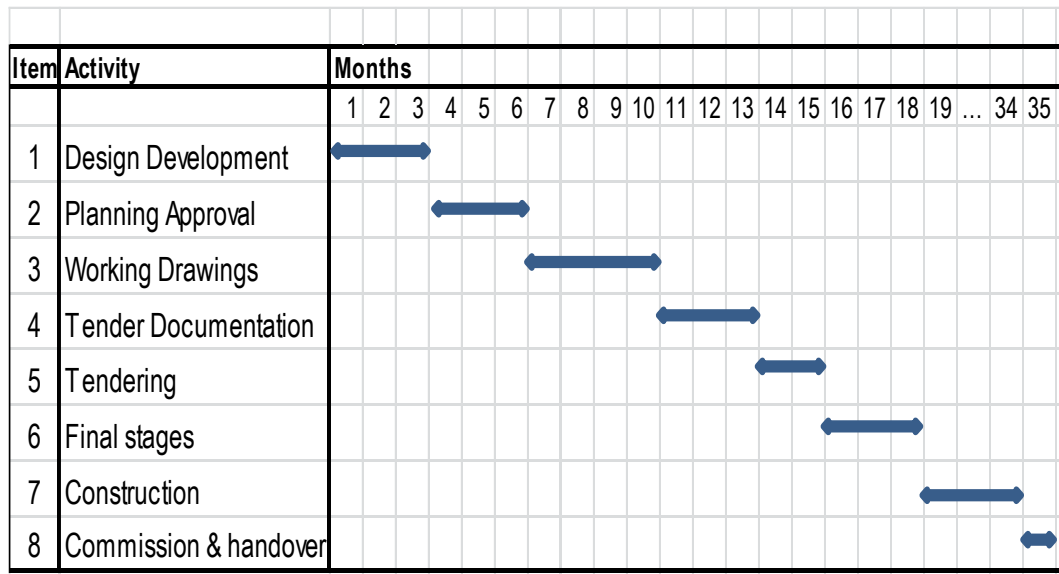 Item Activity Months
1 2 3 4 5 6 7 8 9 10 11 12 13 14 15 16 17 18 19 ... 34 35
1 Design Development
2 Planning Approval
3 Working Drawings
4 Tender Documentation
5 Tendering
6 Final stages
7 Construction
8 Commission & handover